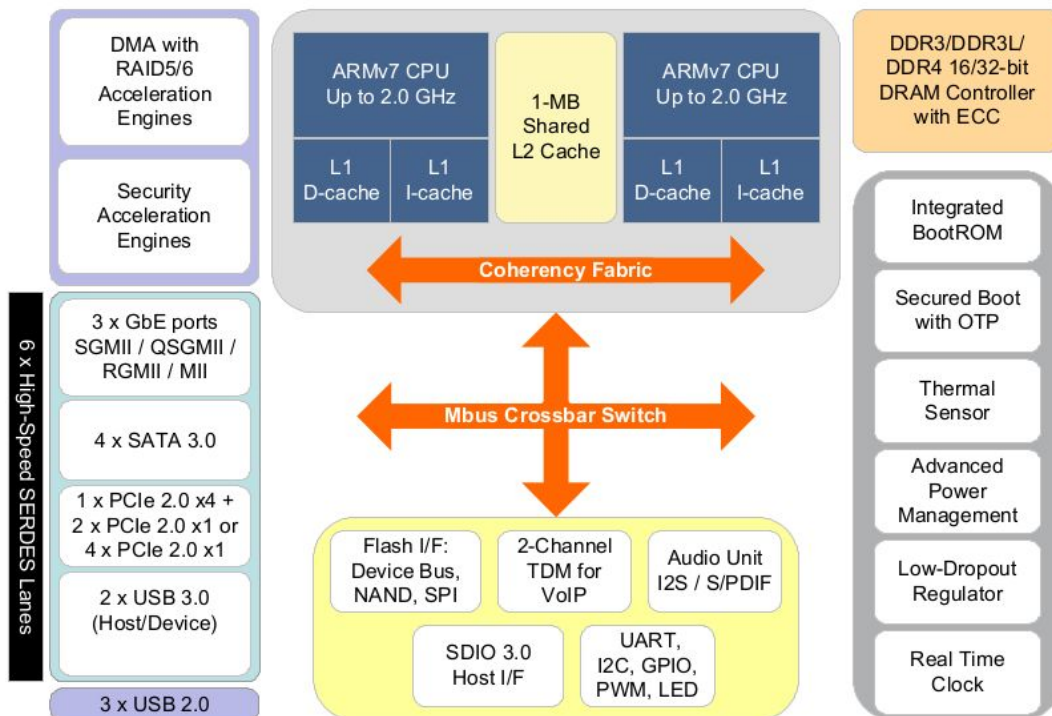 DMA with
RAID5/6
Acceleration
Engines
Security
Acceleration
Engines
6 x High-Speed SERDES Lanes
3 x GbE ports
SGMII / QSGMII /
RGMII / MII
4 x SATA 3.0
1 x PCIe 2.0 x4 +
2 x PCIe 2.0 x1 or
4 x PCIe 2.0 x1
2 x USB 3.0
(Host/Device)
3 x USB 2.0
ARMv7 CPU
Up to 2.0 GHz
L1
D-cache
L1
I-cache
1-MB
Shared
L2 Cache
ARMv7 CPU
Up to 2.0 GHz
L1
D-cache
L1
I-cache
Coherency Fabric
Mbus Crossbar Switch
Flash I/F:
Device Bus,
NAND, SPI
2-Channel
TDM for
VoIP
Audio Unit
I2S / S/PDIF
SDIO 3.0
Host I/F
UART,
I2C, GPIO,
PWM, LED
DDR3/DDR3L/
DDR4 16/32-bit
DRAM Controller
with ECC
Integrated
BootROM
Secured Boot
with OTP
Thermal
Sensor
Advanced
Power
Management
Low-Dropout
Regulator
Real Time
Clock